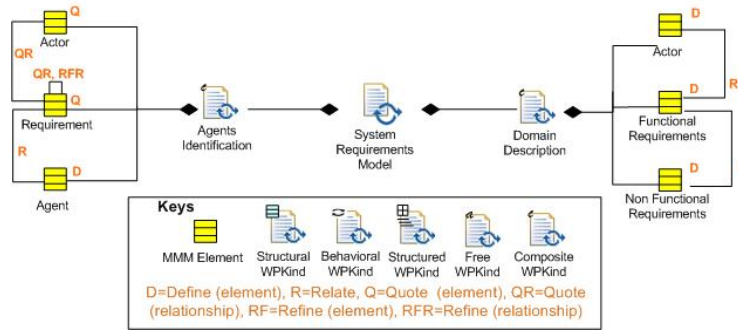 Q
D
Actor
Actor
QR
QR, RFR
R
Q
D
Requirement
Agents
Identification
System
Requirements
Model
Domain
Description
Functional
Requirements
R
D
D
Agent
Non Functional
Requirements
Keys
MMM Element
Structural
WPKind
Behavioral
WPKind
Structured
WPKind
Free
WPKind
Composite
WPKind
D=Define (element), R=Relate, Q=Quote (element), QR=Quote
(relationship), RF=Refine (element), RFR=Refine (relationship)